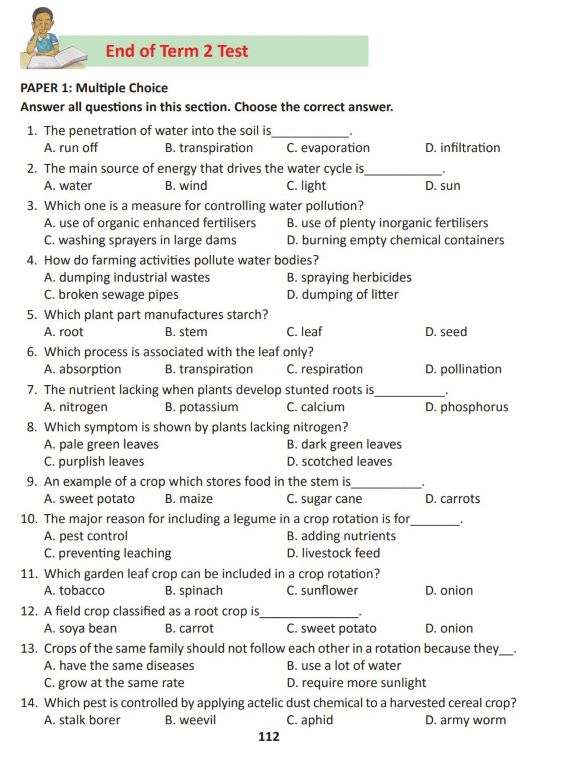 End of Term 2 Test
PAPER 1: Multiple Choice
Answer all questions in this section. Choose the correct answer.
1. The penetration of water into the soil is___________.
A. run off B. transpiration C. evaporation D. infiltration
2. The main source of energy that drives the water cycle is___________.
A. water B. wind C. light D. sun
3. Which one is a measure for controlling water pollution?
A. use of organic enhanced fertilisers B. use of plenty inorganic fertilisers
C. washing sprayers in large dams D. burning empty chemical containers
4. How do farming activities pollute water bodies?
A. dumping industrial wastes B. spraying herbicides
C. broken sewage pipes D. dumping of litter
5. Which plant part manufactures starch?
A. root B. stem C. leaf D. seed
6. Which process is associated with the leaf only?
A. absorption B. transpiration C. respiration D. pollination
7. The nutrient lacking when plants develop stunted roots is__________.
A. nitrogen B. potassium C. calcium D. phosphorus
8. Which symptom is shown by plants lacking nitrogen?
A. pale green leaves B. dark green leaves
C. purplish leaves D. scotched leaves
9. An example of a crop which stores food in the stem is__________.
A. sweet potato B. maize C. sugar cane D. carrots
10. The major reason for including a legume in a crop rotation is for_______.
A. pest control B. adding nutrients
C. preventing leaching D. livestock feed
11. Which garden leaf crop can be included in a crop rotation?
A. tobacco B. spinach C. sunflower D. onion
12. A field crop classified as a root crop is______________.
A. soya bean B. carrot C. sweet potato D. onion
13. Crops of the same family should not follow each other in a rotation because they__.
A. have the same diseases B. use a lot of water
C. grow at the same rate D. require more sunlight
14. Which pest is controlled by applying actelic dust chemical to a harvested cereal crop?
A. stalk borer B. weevil C. aphid D. army worm
112